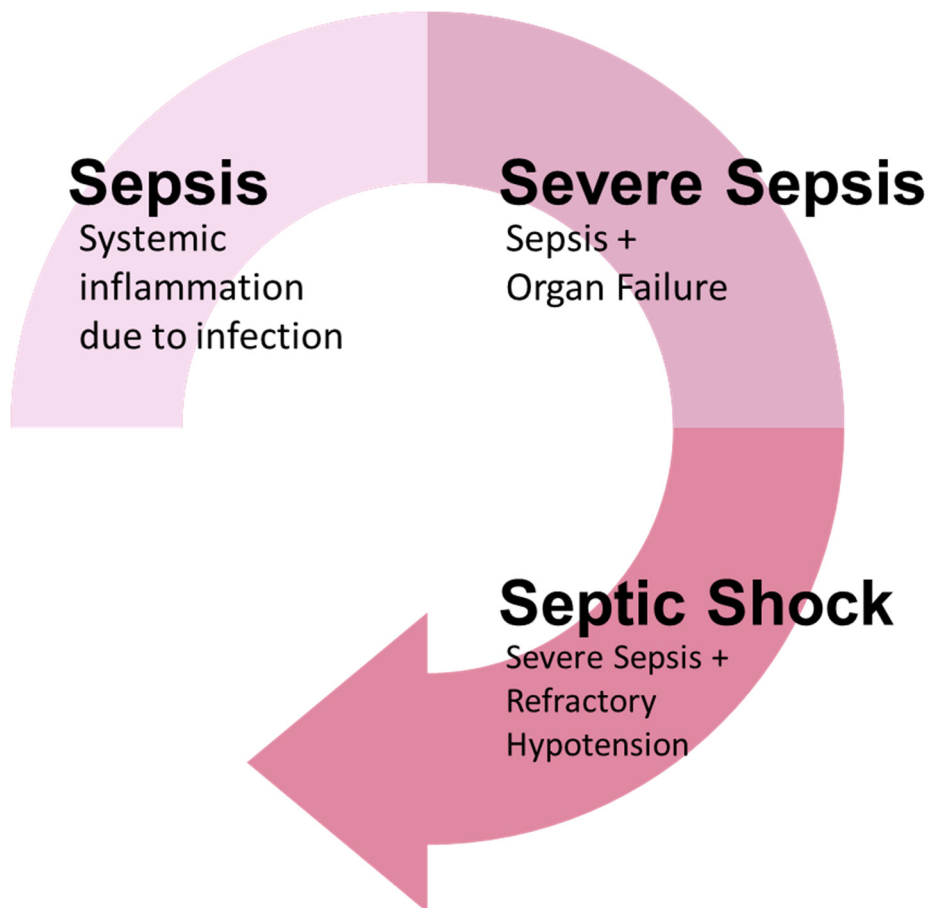 Sepsis
Systemic
inflammation
due to infection
Severe Sepsis
Sepsis +
Organ Failure
Septic Shock
Severe Sepsis +
Refractory
Hypotension